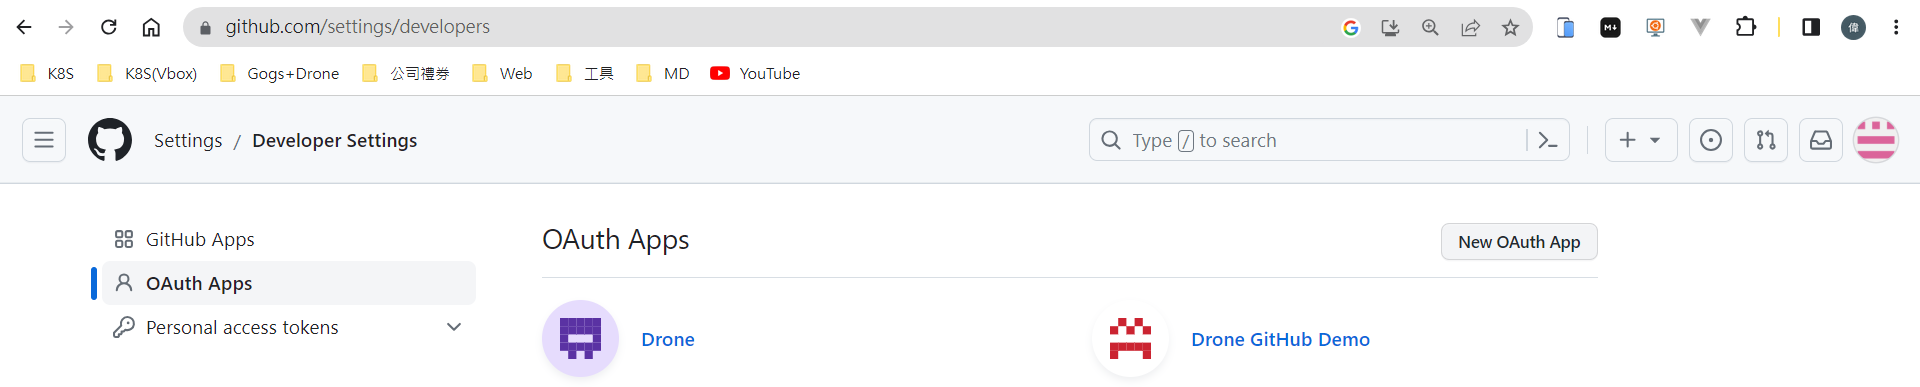 github.com/settings/developers
K8S K8S(Vbox) Gogs+Drone 公司禮券 Web 工具 MD YouTube
Settings / Developer Settings
Type / to search
GitHub Apps
OAuth Apps
Personal access tokens
OAuth Apps
New OAuth App
Drone
Drone GitHub Demo